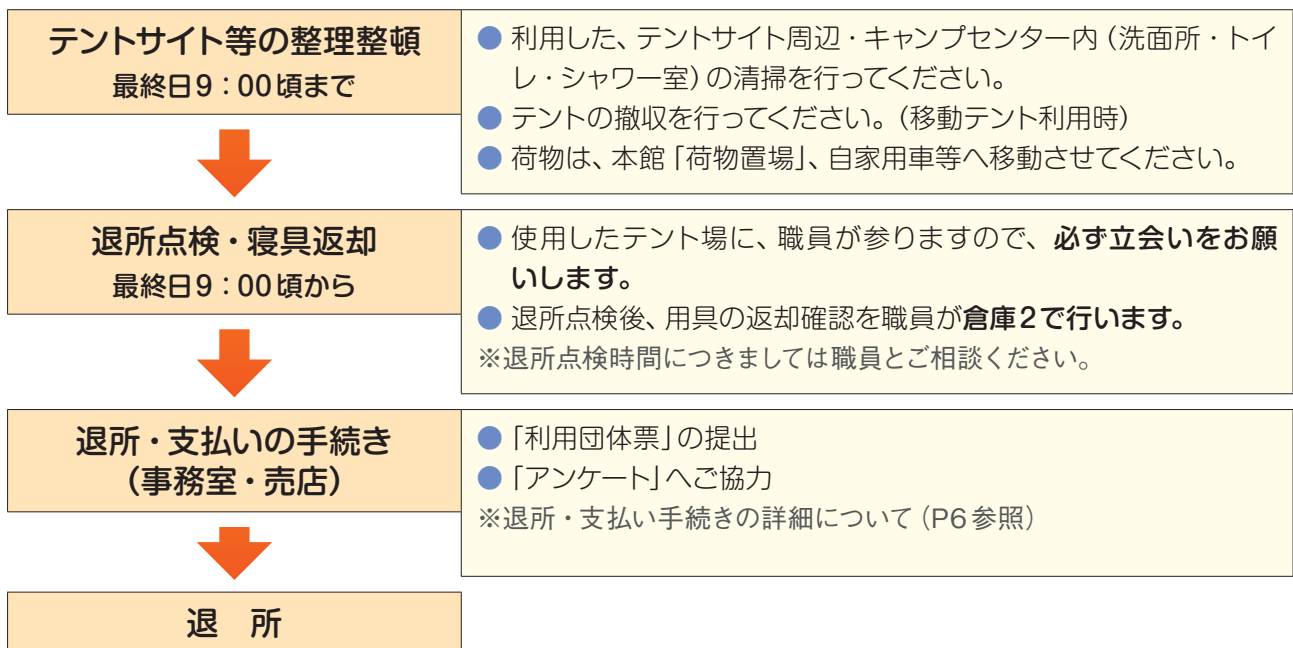 テントサイト等の整理整頓
最終日9：00頃まで
● 利用した、テントサイト周辺・キャンプセンター内（洗面所・トイ
レ・シャワー室）の清掃を行ってください。
● テントの撤収を行ってください。（移動テント利用時）
● 荷物は、本館「荷物置場」、自家用車等へ移動させてください。
退所点検・寝具返却
最終日9：00頃から
● 使用したテント場に、職員が参りますので、必ず立会いをお願
いします。
● 退所点検後、用具の返却確認を職員が倉庫2で行います。
※退所点検時間につきましては職員とご相談ください。
退所・支払いの手続き
（事務室・売店）
● 「利用団体票」の提出
● 「アンケート」へご協力
※退所・支払い手続きの詳細について（P6参照）
退　所